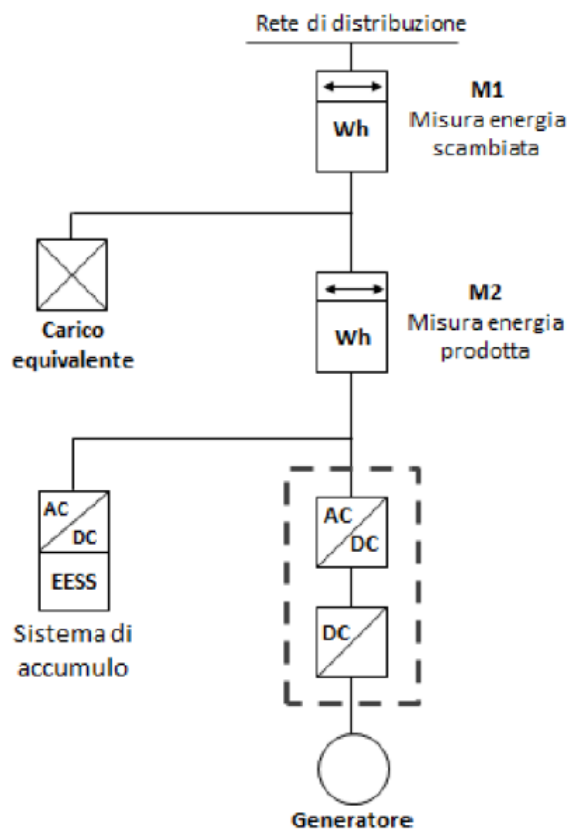 Rete di distribuzione
M1
Misura energia
scambiata
Wh
Carico
equivalente
M2
Misura energia
prodotta
Wh
AC
DC
EESS
Sistema di
accumulo
AC
DC
DC
Generatore